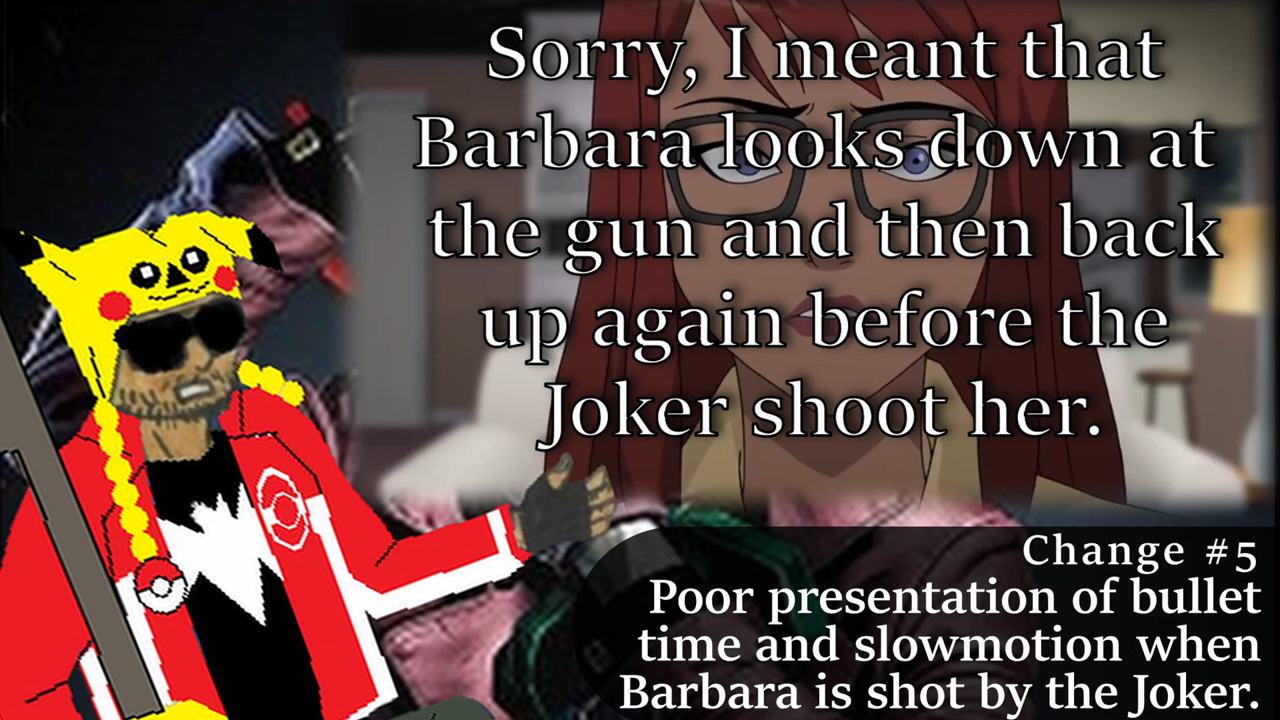 Sorry, I meant that
Barbara looks down at
the gun and then back
up again before the
Joker shoot her.
Change #5
Poor presentation of bullet
time and slowmotion when
Barbara is shot by the Joker.